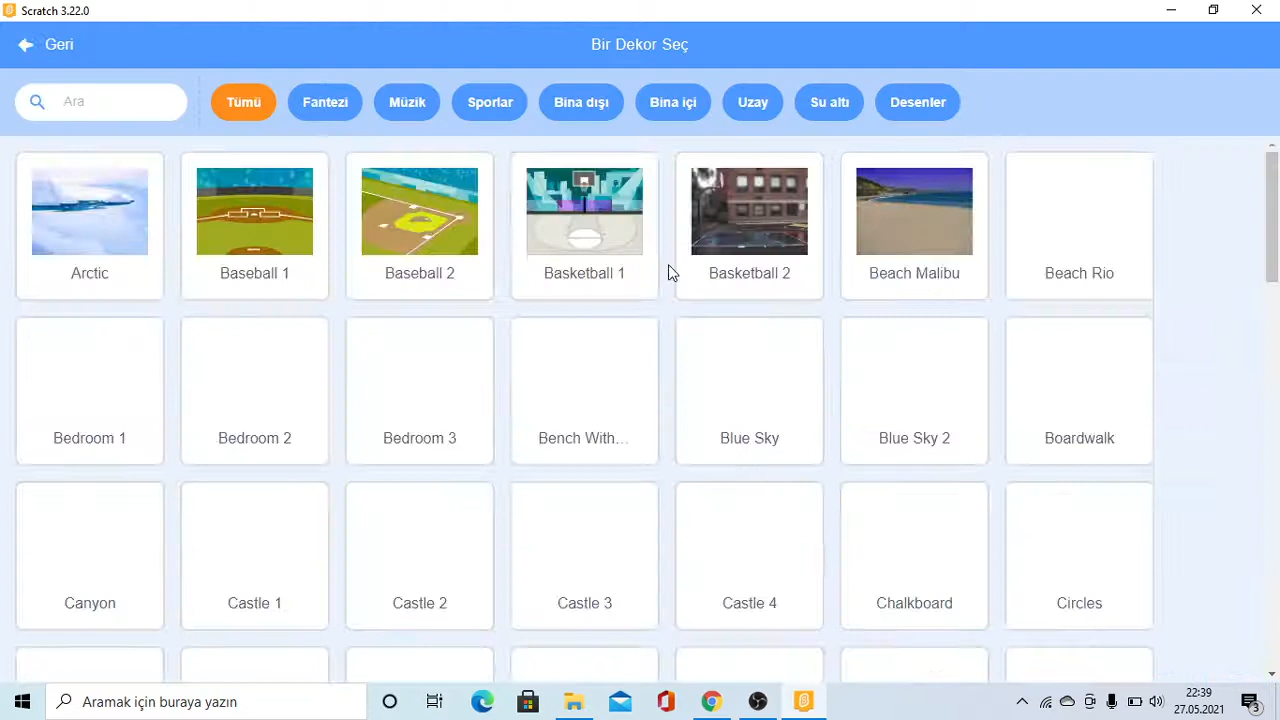 Scratch 3.22.0
Geri
Bir Dekor Seç
Ara
Tümü
Fantezi
Müzik
Sporlar
Bina dışı
Bina içi
Uzay
Su altı
Desenler
Arctic
Baseball 1
Baseball 2
Basketball 1
Basketball 2
Beach Malibu
Beach Rio
Bedroom 1
Bedroom 2
Bedroom 3
Bench With...
Blue Sky
Blue Sky 2
Boardwalk
Canyon
Castle 1
Castle 2
Castle 3
Castle 4
Chalkboard
Circles
Aramak için buraya yazın
22:39
27.05.2021
3